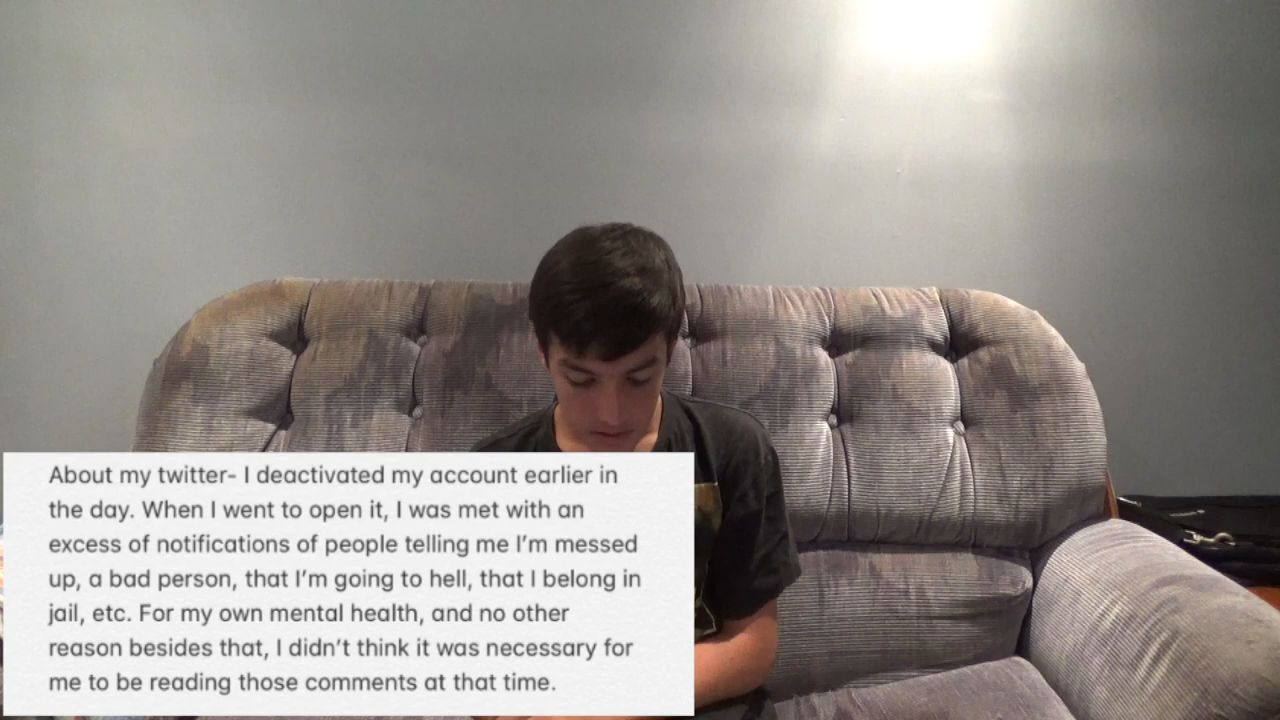 About my twitter- I deactivated my account earlier in
the day. When I went to open it, I was met with an
excess of notifications of people telling me I'm messed
up, a bad person, that I'm going to hell, that I belong in
jail, etc. For my own mental health, and no other
reason besides that, I didn't think it was necessary for
me to be reading those comments at that time.